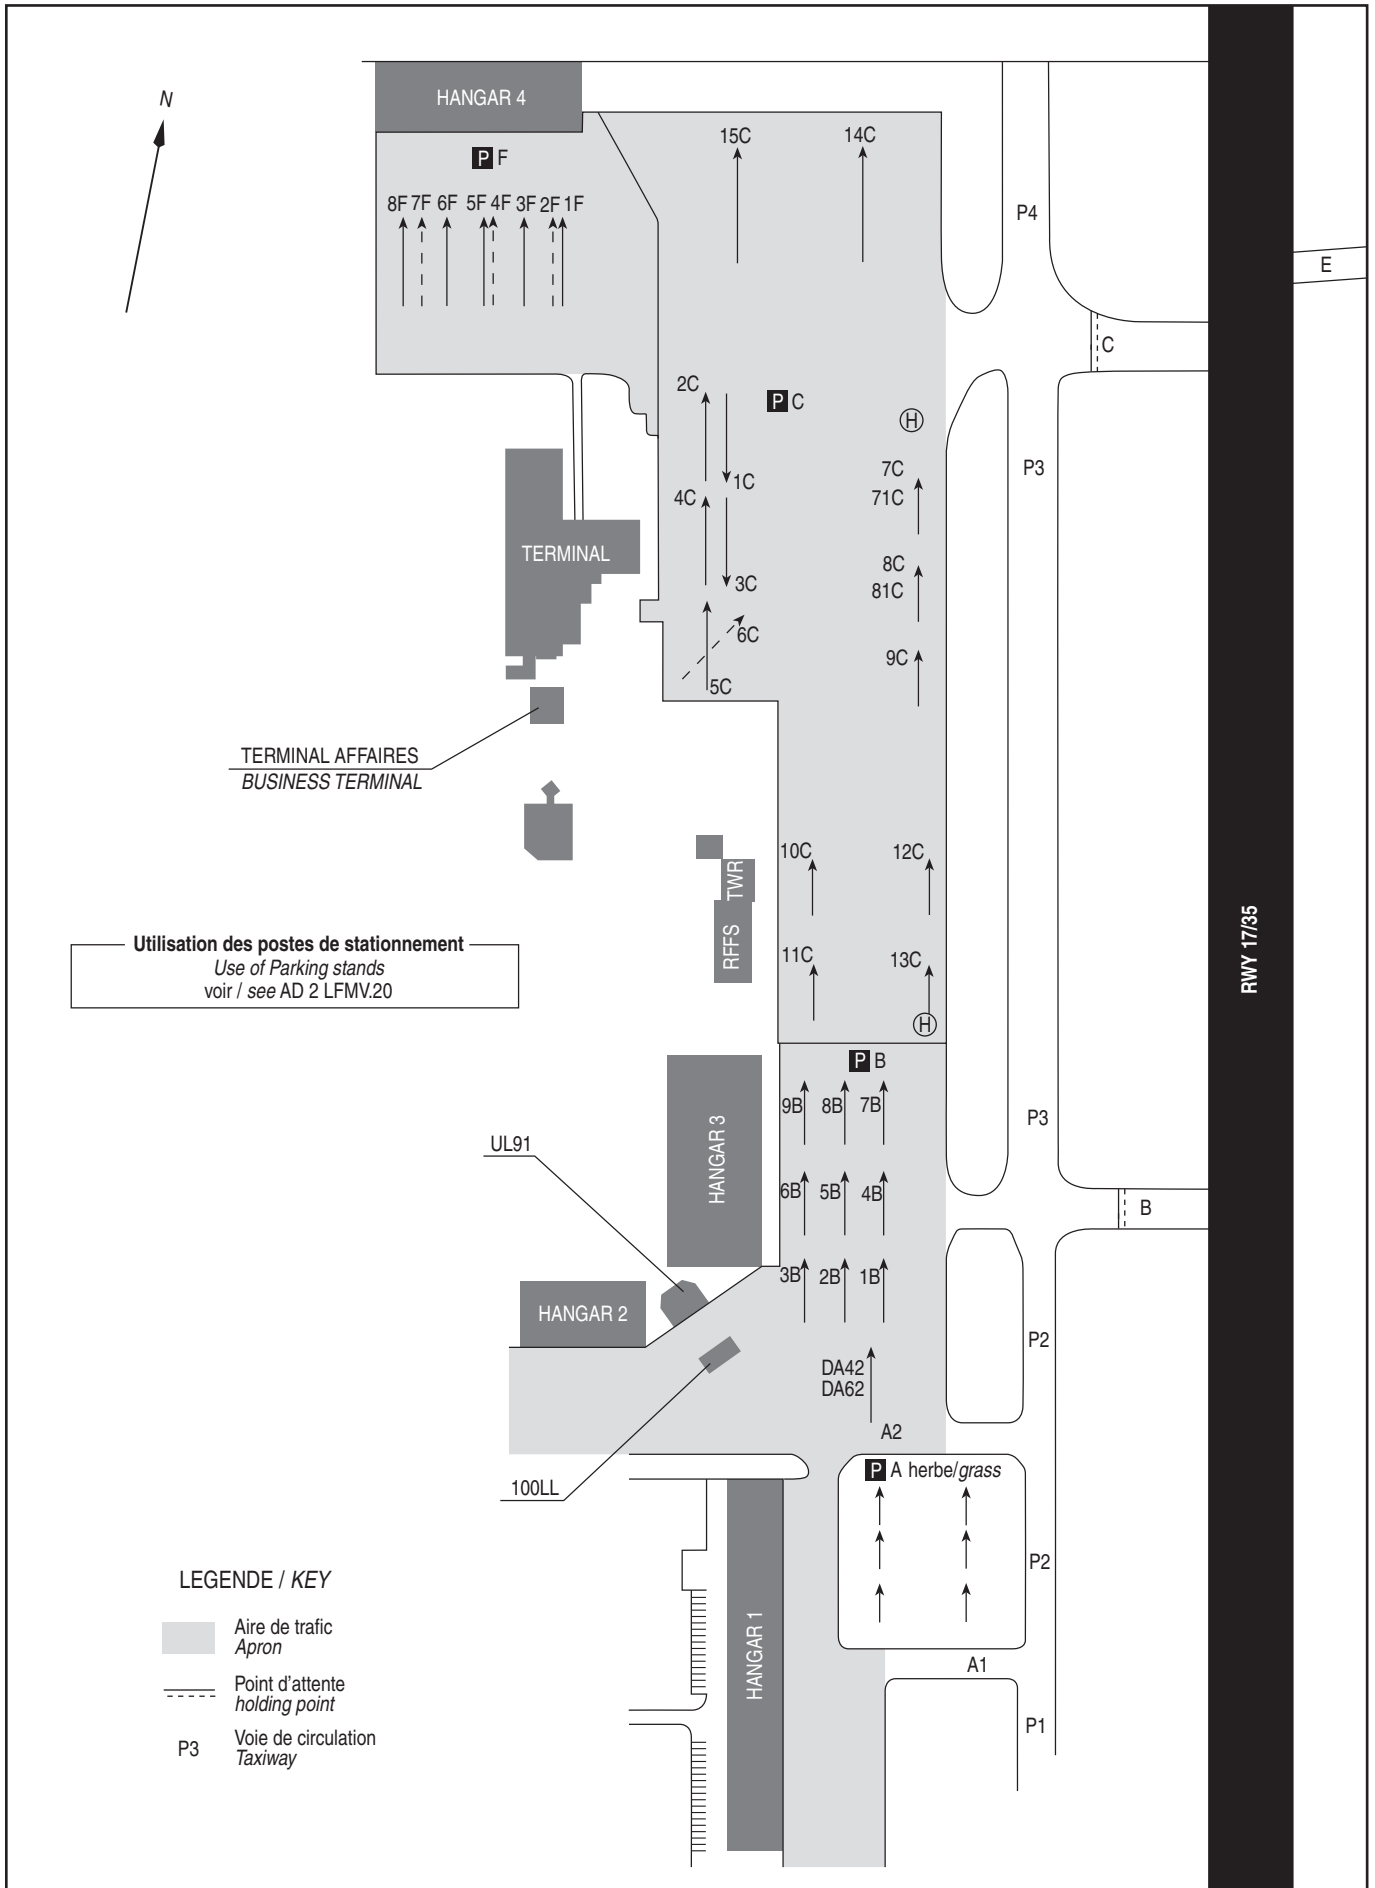 N
HANGAR 4
15C
14C
P F
8F 7F 6F 5F 4F 3F 2F 1F
P4
E
C
2C
P C
H
7C
71C
P3
1C
4C
TERMINAL
8C
81C
3C
6C
9C
5C
TERMINAL AFFAIRES
BUSINESS TERMINAL
10C
12C
TWR
RFFS
RWY 17/35
Utilisation des postes de stationnement
Use of Parking stands
voir / see AD 2 LFMV.20
11C
13C
H
P B
9B 8B 7B
P3
UL91
HANGAR 3
6B 5B 4B
B
3B 2B 1B
HANGAR 2
P2
DA42
DA62
A2
P A herbe/grass
100LL
P2
LEGENDE / KEY
Aire de trafic
Apron
HANGAR 1
A1
Point d'attente
holding point
P1
P3
Voie de circulation
Taxiway